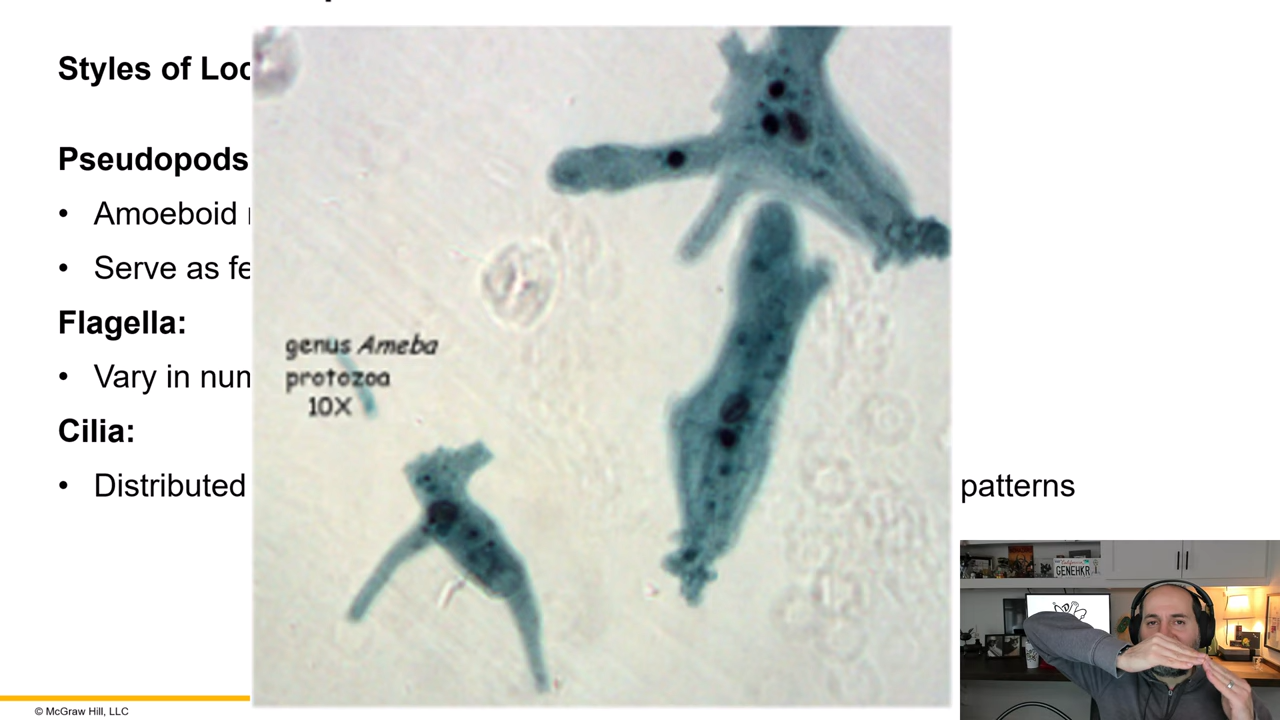 Styles of Loc
Pseudopods
• Amoeboid
• Serve as fe
Flagella:
• Vary in num
Cilia:
• Distributed patterns
genus Ameba
protozoa
10X
GENEHKR
© McGraw Hill, LLC